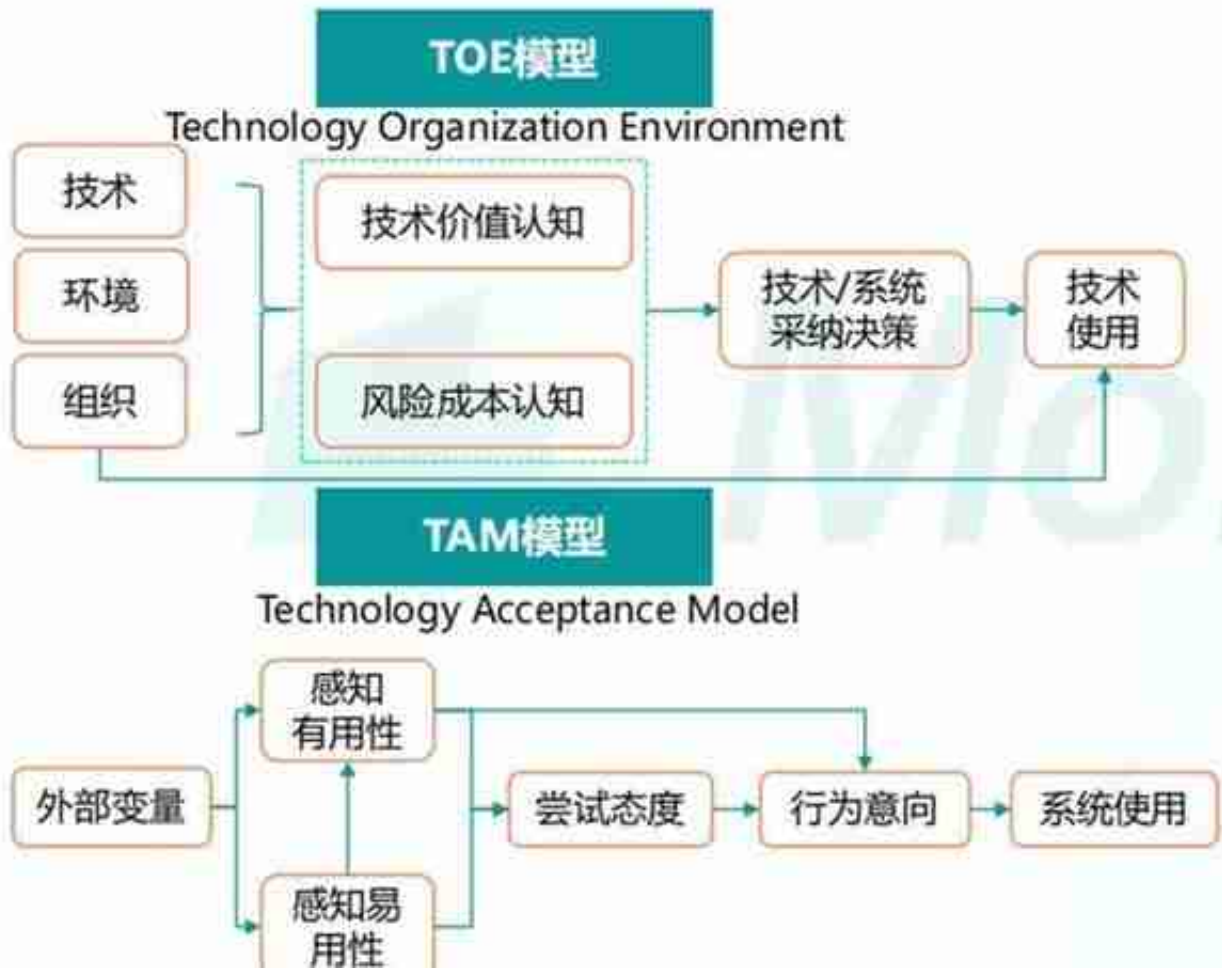 TOE模型
Technology Organization Environment
技术
环境
组织
技术价值认知
风险成本认知
技术/系统
采纳决策
技术
使用
TAM模型
Technology Acceptance Model
外部变量
感知
有用性
感知易
用性
尝试态度
行为意向
系统使用